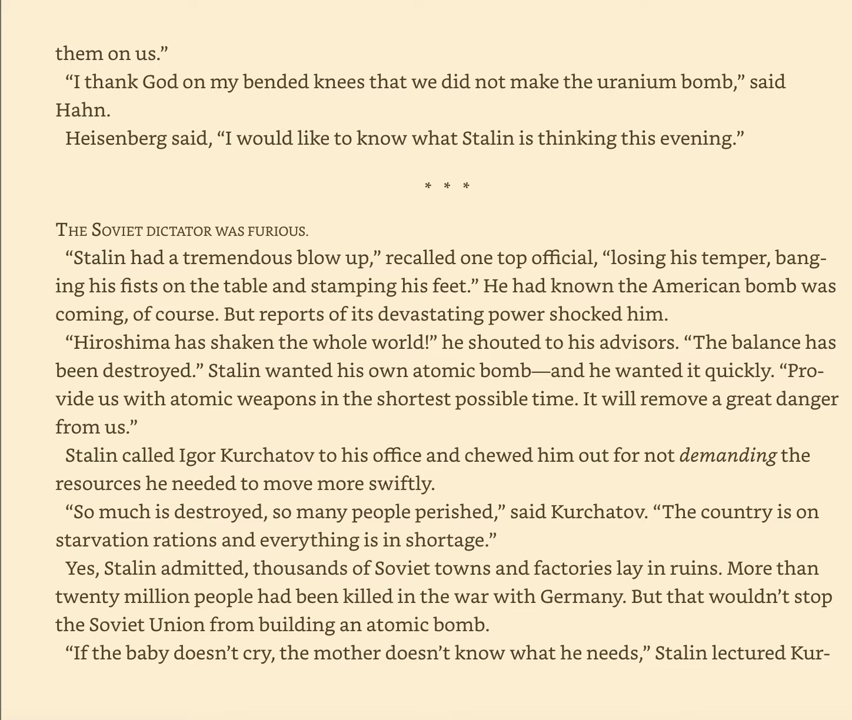 them on us.”
“I thank God on my bended knees that we did not make the uranium bomb,” said
Hahn.
Heisenberg said, “I would like to know what Stalin is thinking this evening.”
* * *
The Soviet dictator was furious.
“Stalin had a tremendous blow up,” recalled one top official, “losing his temper, bang-
ing his fists on the table and stamping his feet.” He had known the American bomb was
coming, of course. But reports of its devastating power shocked him.
“Hiroshima has shaken the whole world!” he shouted to his advisors. “The balance has
been destroyed.” Stalin wanted his own atomic bomb—and he wanted it quickly. “Pro-
vide us with atomic weapons in the shortest possible time. It will remove a great danger
from us.”
Stalin called Igor Kurchatov to his office and chewed him out for not demanding the
resources he needed to move more swiftly.
“So much is destroyed, so many people perished,” said Kurchatov. “The country is on
starvation rations and everything is in shortage.”
Yes, Stalin admitted, thousands of Soviet towns and factories lay in ruins. More than
twenty million people had been killed in the war with Germany. But that wouldn’t stop
the Soviet Union from building an atomic bomb.
“If the baby doesn’t cry, the mother doesn’t know what he needs,” Stalin lectured Kur-